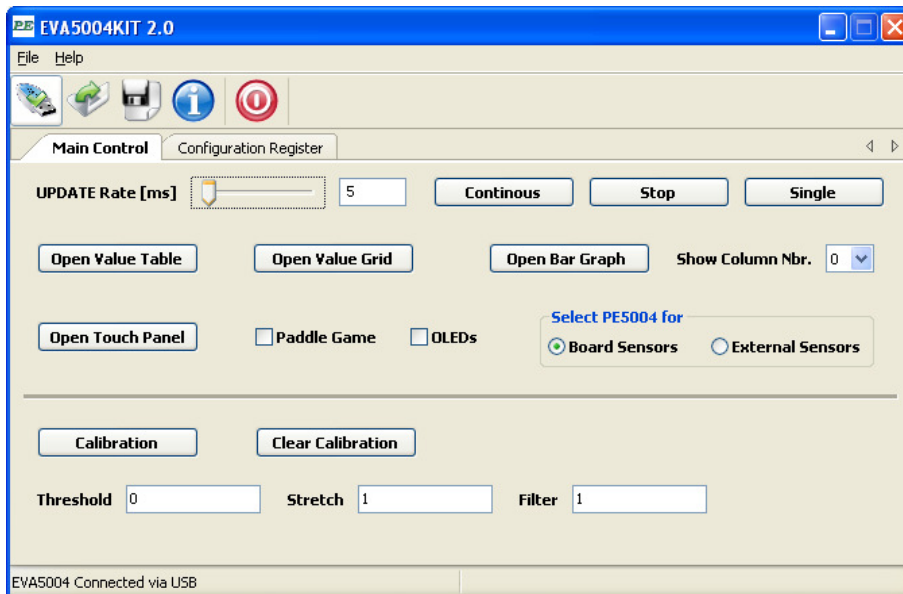 PE EVA5004KIT 2.0
File Help
Main Control Configuration Register
UPDATE Rate [ms] 5 Continous Stop Single
Open Value Table Open Value Grid Open Bar Graph Show Column Nbr. 0
Select PE5004 for
Open Touch Panel Paddle Game OLEDs Board Sensors External Sensors
Calibration Clear Calibration
Threshold 0 Stretch 1 Filter 1
EVA5004 Connected via USB